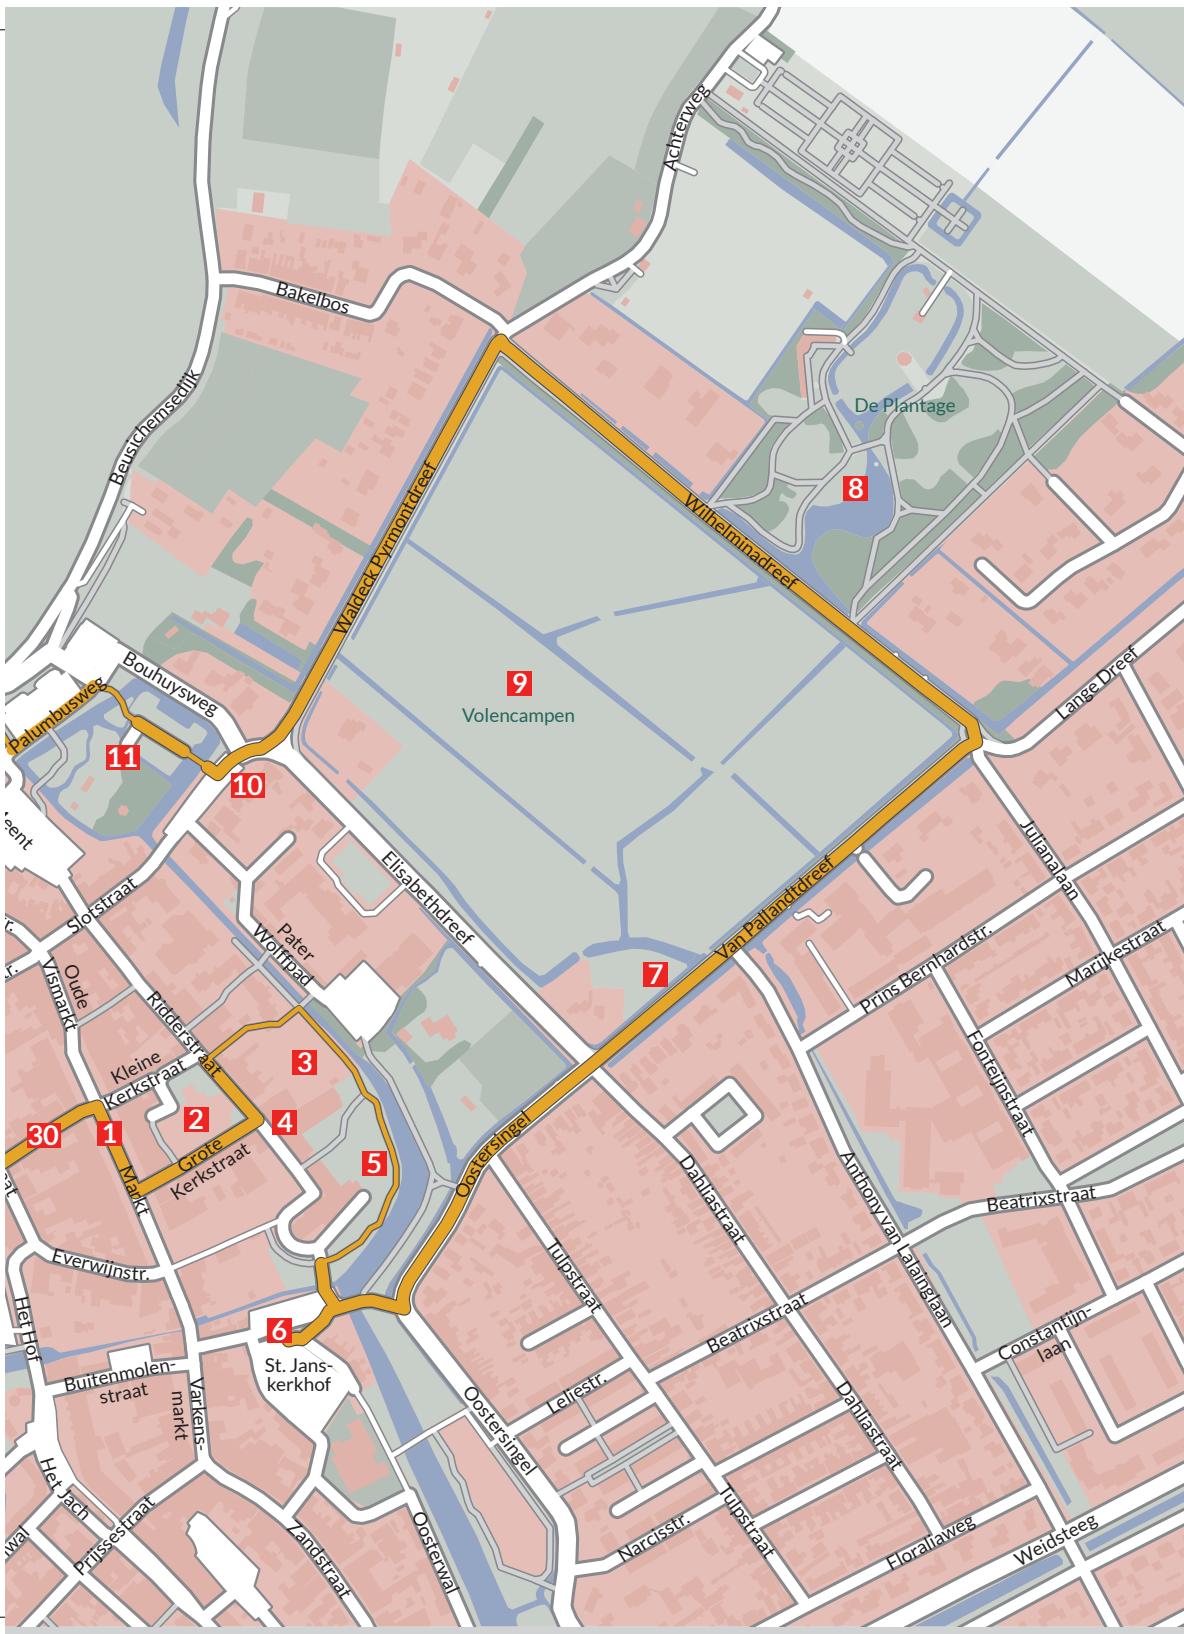 Achterweg
Bakelbos
Beusichemsedijk
De Plantage
8
Wilhelminadreef
Waldeck Pyrmontdreef
9
Volencampen
Bouhuysweg
Palumbusweg
11
10
Lange Dreef
Julianalaan
Elisabethdreef
Van Pallandtdreef
Slotstraat
Pater
Wolffpad
Oude
Vismarkt
Ridderstraat
7
Prins Bernhardstr.
Marijkestraat
Fonteijnstraat
Kleine
Kerkstraat
3
2
4
30
1
Grote
Kerkstraat
Markt
5
Oostersingel
Dahliastraat
Anthony van Lalainglaan
Beatrixstraat
Everwijnstr.
Het Hof
Tulpstraat
6
St. Jans-
kerkhof
Beatrixstraat
Constantijn-
laan
Buitenmolen-
straat
Varkens-
markt
Leliestr.
Oostersingel
Dahliastraat
Het Jach
Prijssestraat
Zandstraat
Oosterwal
Narcisstr.
Tulpstraat
Floraliaweg
Weidsteeg